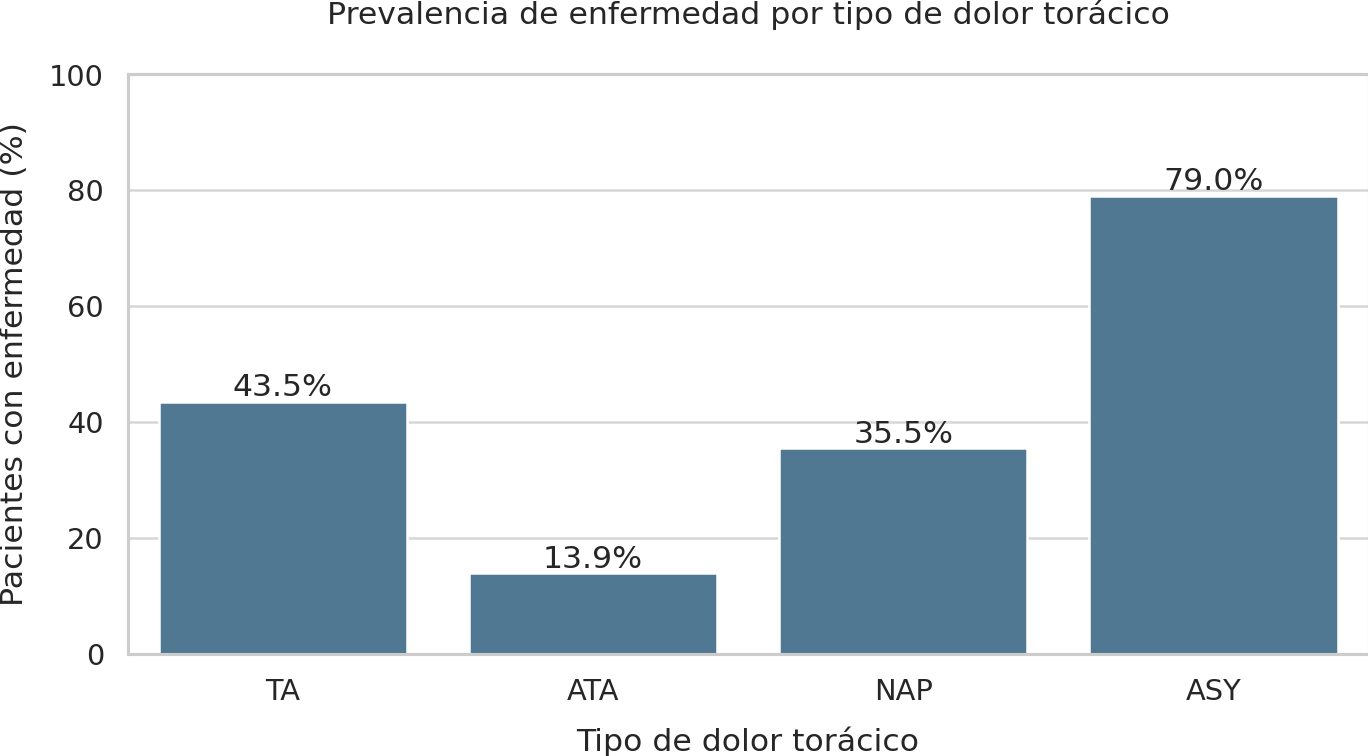 Prevalencia de enfermedad por tipo de dolor torácico
Pacientes con enfermedad (%)
100
80
60
40
20
0
43.5%
13.9%
35.5%
79.0%
TA
ATA
NAP
ASY
Tipo de dolor torácico